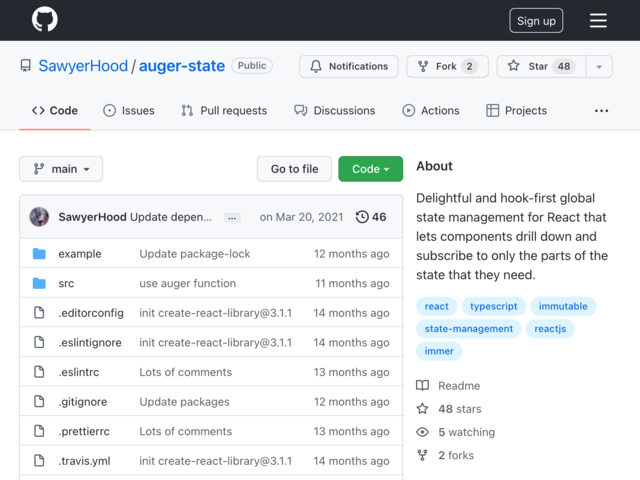 Sign up
SawyerHood / auger-state Public
Notifications Fork 2 Star 48
Code Issues Pull requests Discussions Actions Projects ...
main Go to file Code
SawyerHood Update depen... ... on Mar 20, 2021 46
example Update package-lock 12 months ago
src use auger function 11 months ago
.editorconfig init create-react-library@3.1.1 14 months ago
.eslintignore init create-react-library@3.1.1 14 months ago
.eslintrc Lots of comments 13 months ago
.gitignore Update packages 12 months ago
.prettierrc Lots of comments 13 months ago
.travis.yml init create-react-library@3.1.1 14 months ago
About
Delightful and hook-first global
state management for React that
lets components drill down and
subscribe to only the parts of the
state that they need.
react typescript immutable
state-management reactjs
immer
Readme
48 stars
5 watching
2 forks